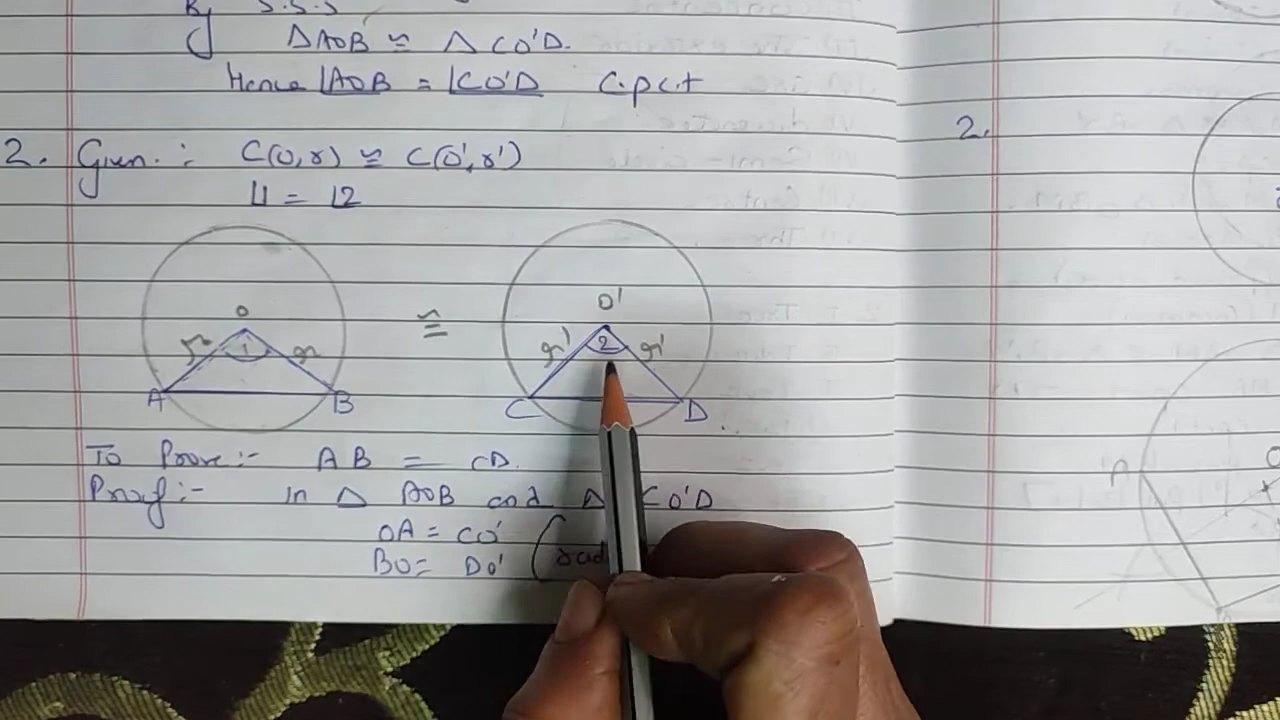 By S.S.S
ΔAOB ≅ ΔCO'D.
Hence ∠AOB = ∠CO'D C.p.c.t
2. Given :- C(O,r) ≅ C(O',r')
∠1 = ∠2
O
r 1 r
A B
≅
O'
r' 2 r'
C D
To Prove :- AB = CD.
Proof :- In Δ AOB and Δ CO'D
OA = CO'
BO = DO'
2.
A
O